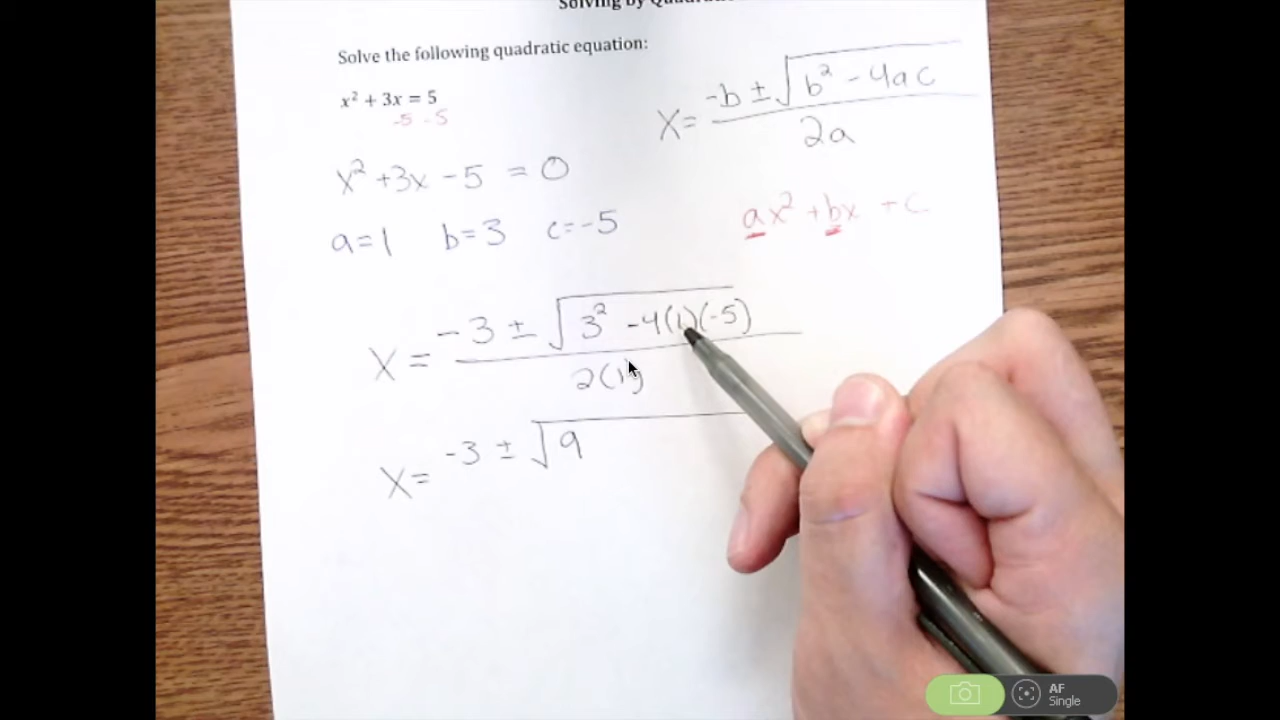 Solving by
Solve the following quadratic equation:
x² + 3x = 5
-5 -5
x² +3x -5 = 0
a=1 b=3 c=-5
x= -b ± √(b² - 4ac) / 2a
ax² + bx + c
x = -3 ± √(3² -4(1)(-5)) / 2(1)
x= -3 ± √9
AF
Single